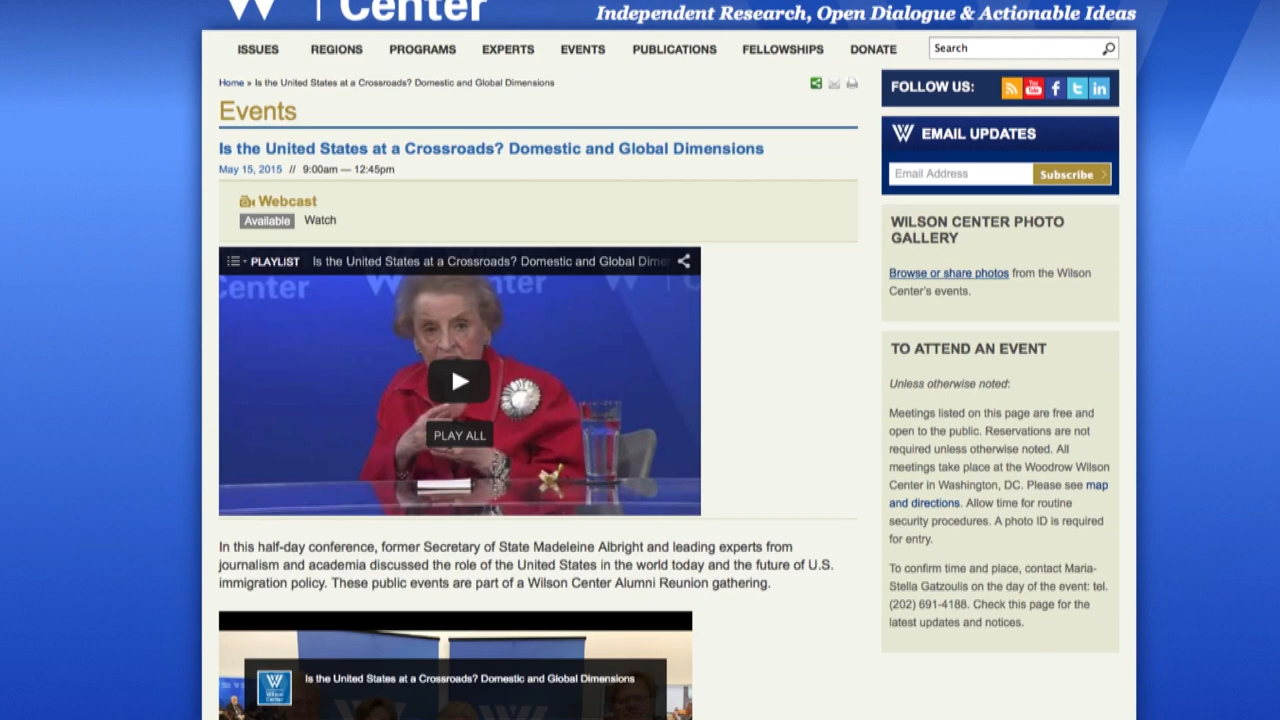 Center
Independent Research, Open Dialogue & Actionable Ideas
ISSUES REGIONS PROGRAMS EXPERTS EVENTS PUBLICATIONS FELLOWSHIPS DONATE Search
Home » Is the United States at a Crossroads? Domestic and Global Dimensions
Events
Is the United States at a Crossroads? Domestic and Global Dimensions
May 15, 2015 // 9:00am — 12:45pm
Webcast
Available Watch
PLAYLIST Is the United States at a Crossroads? Domestic and Global Dimer
Center
nter
C
PLAY ALL
In this half-day conference, former Secretary of State Madeleine Albright and leading experts from
journalism and academia discussed the role of the United States in the world today and the future of U.S.
immigration policy. These public events are part of a Wilson Center Alumni Reunion gathering.
Wilson
Center
Is the United States at a Crossroads? Domestic and Global Dimensions
FOLLOW US:
You
Tube
f
t
in
EMAIL UPDATES
Email Address Subscribe
WILSON CENTER PHOTO
GALLERY
Browse or share photos from the Wilson
Center's events.
TO ATTEND AN EVENT
Unless otherwise noted:
Meetings listed on this page are free and
open to the public. Reservations are not
required unless otherwise noted. All
meetings take place at the Woodrow Wilson
Center in Washington, DC. Please see map
and directions. Allow time for routine
security procedures. A photo ID is required
for entry.
To confirm time and place, contact Maria-
Stella Gatzoulis on the day of the event: tel.
(202) 691-4188. Check this page for the
latest updates and notices.